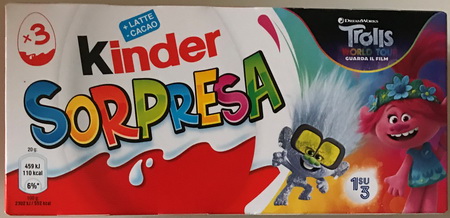 x3
+ LATTE
- CACAO
kinder
SORPRESA
DREAMWORKS
Trolls
WORLD TOUR
GUARDA IL FILM
20 g
459 kJ
110 kcal
6%*
100 g
1 su 3